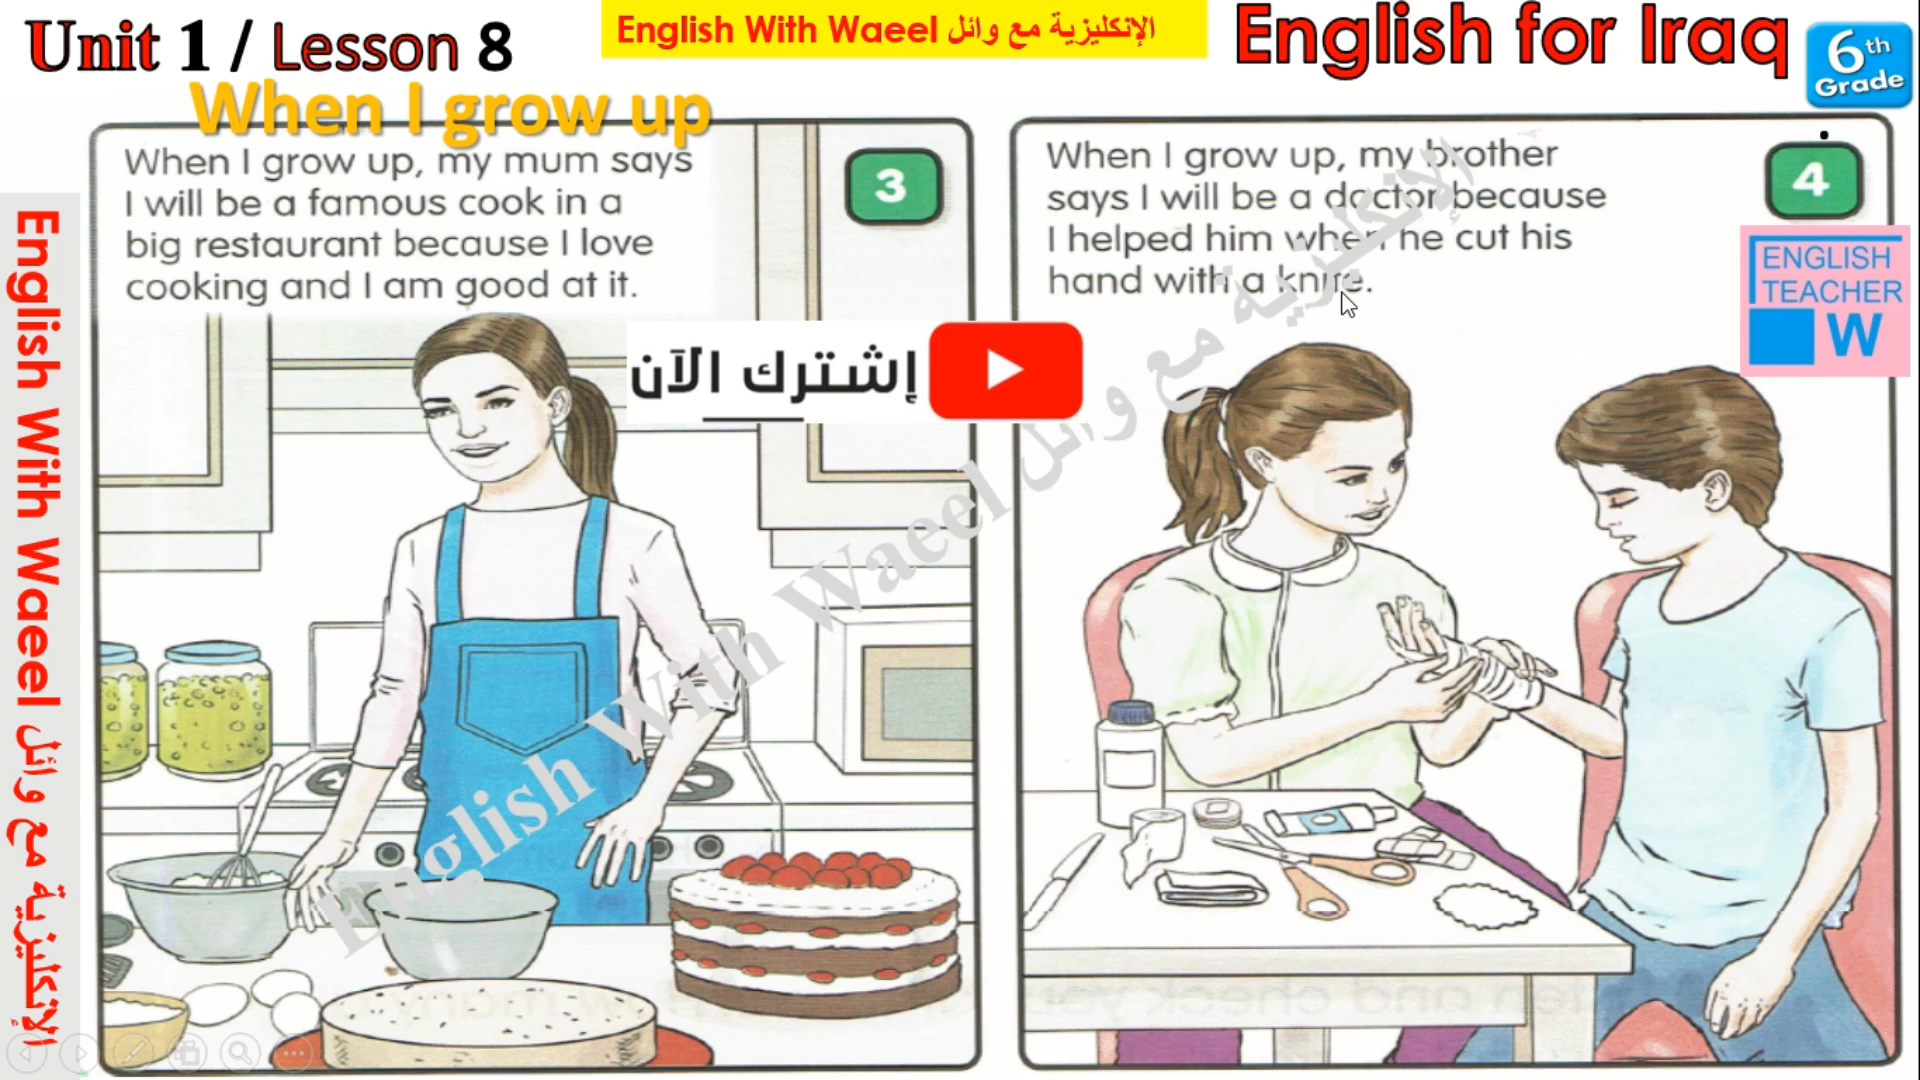 Unit 1 / Lesson 8
English With Waeel الإنكليزية مع وائل
English for Iraq
6th
Grade
When I grow up
When I grow up, my mum says
I will be a famous cook in a
big restaurant because I love
cooking and I am good at it.
3
When I grow up, my brother
says I will be a doctor because
I helped him when he cut his
hand with a knife.
4
ENGLISH
TEACHER
W
إشترك الآن
English With Waeel الإنكليزية مع وائل
English With Waeel الإنكليزية مع وائل